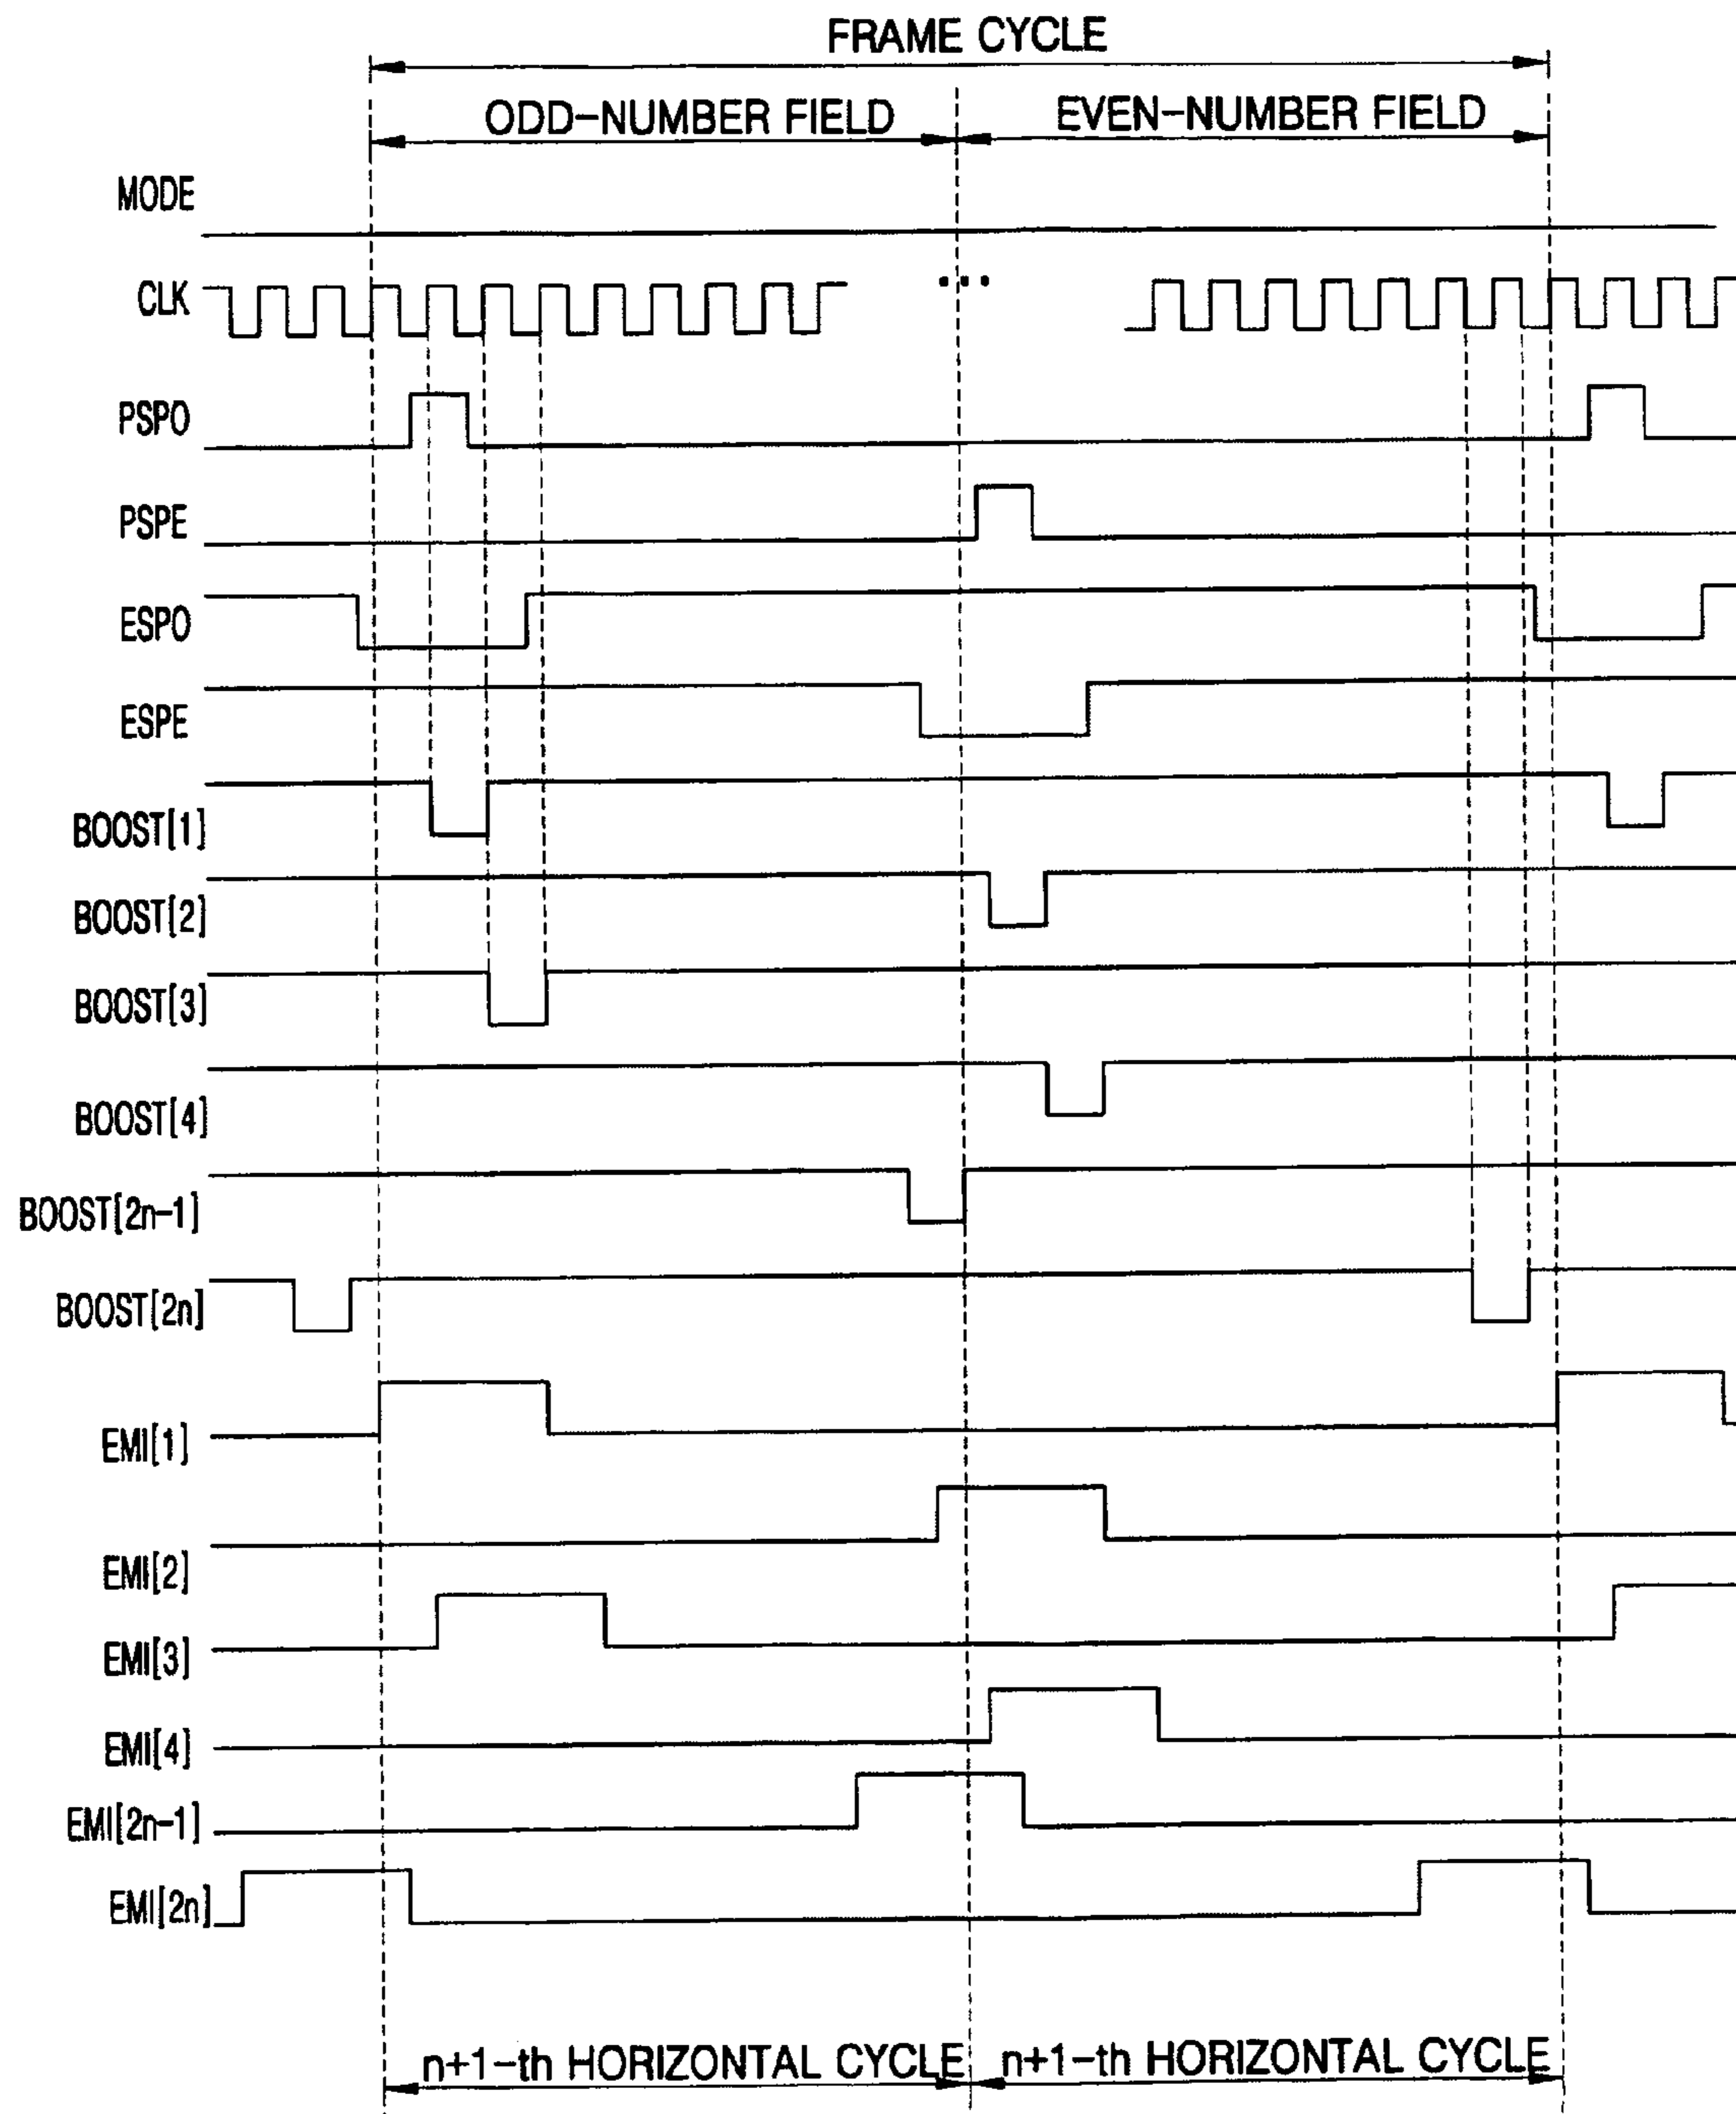 FRAME CYCLE
ODD-NUMBER FIELD
EVEN-NUMBER FIELD
MODE
CLK
...
PSPO
PSPE
ESPO
ESPE
BOOST[1]
BOOST[2]
BOOST[3]
BOOST[4]
BOOST[2n-1]
BOOST[2n]
EMI[1]
EMI[2]
EMI[3]
EMI[4]
EMI[2n-1]
EMI[2n]
n+1-th HORIZONTAL CYCLE
n+1-th HORIZONTAL CYCLE